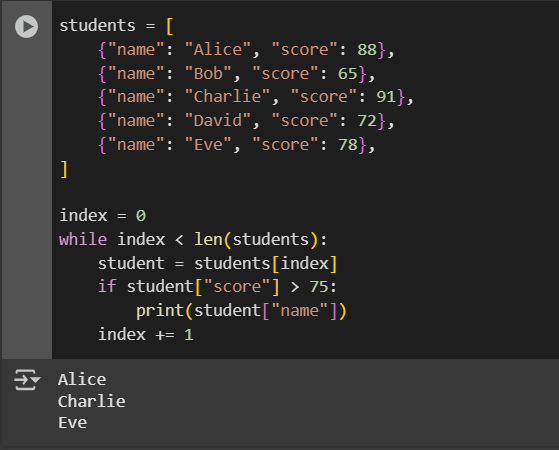 students = [
    {"name": "Alice", "score": 88},
    {"name": "Bob", "score": 65},
    {"name": "Charlie", "score": 91},
    {"name": "David", "score": 72},
    {"name": "Eve", "score": 78},
]

index = 0
while index < len(students):
    student = students[index]
    if student["score"] > 75:
        print(student["name"])
    index += 1
Alice
Charlie
Eve